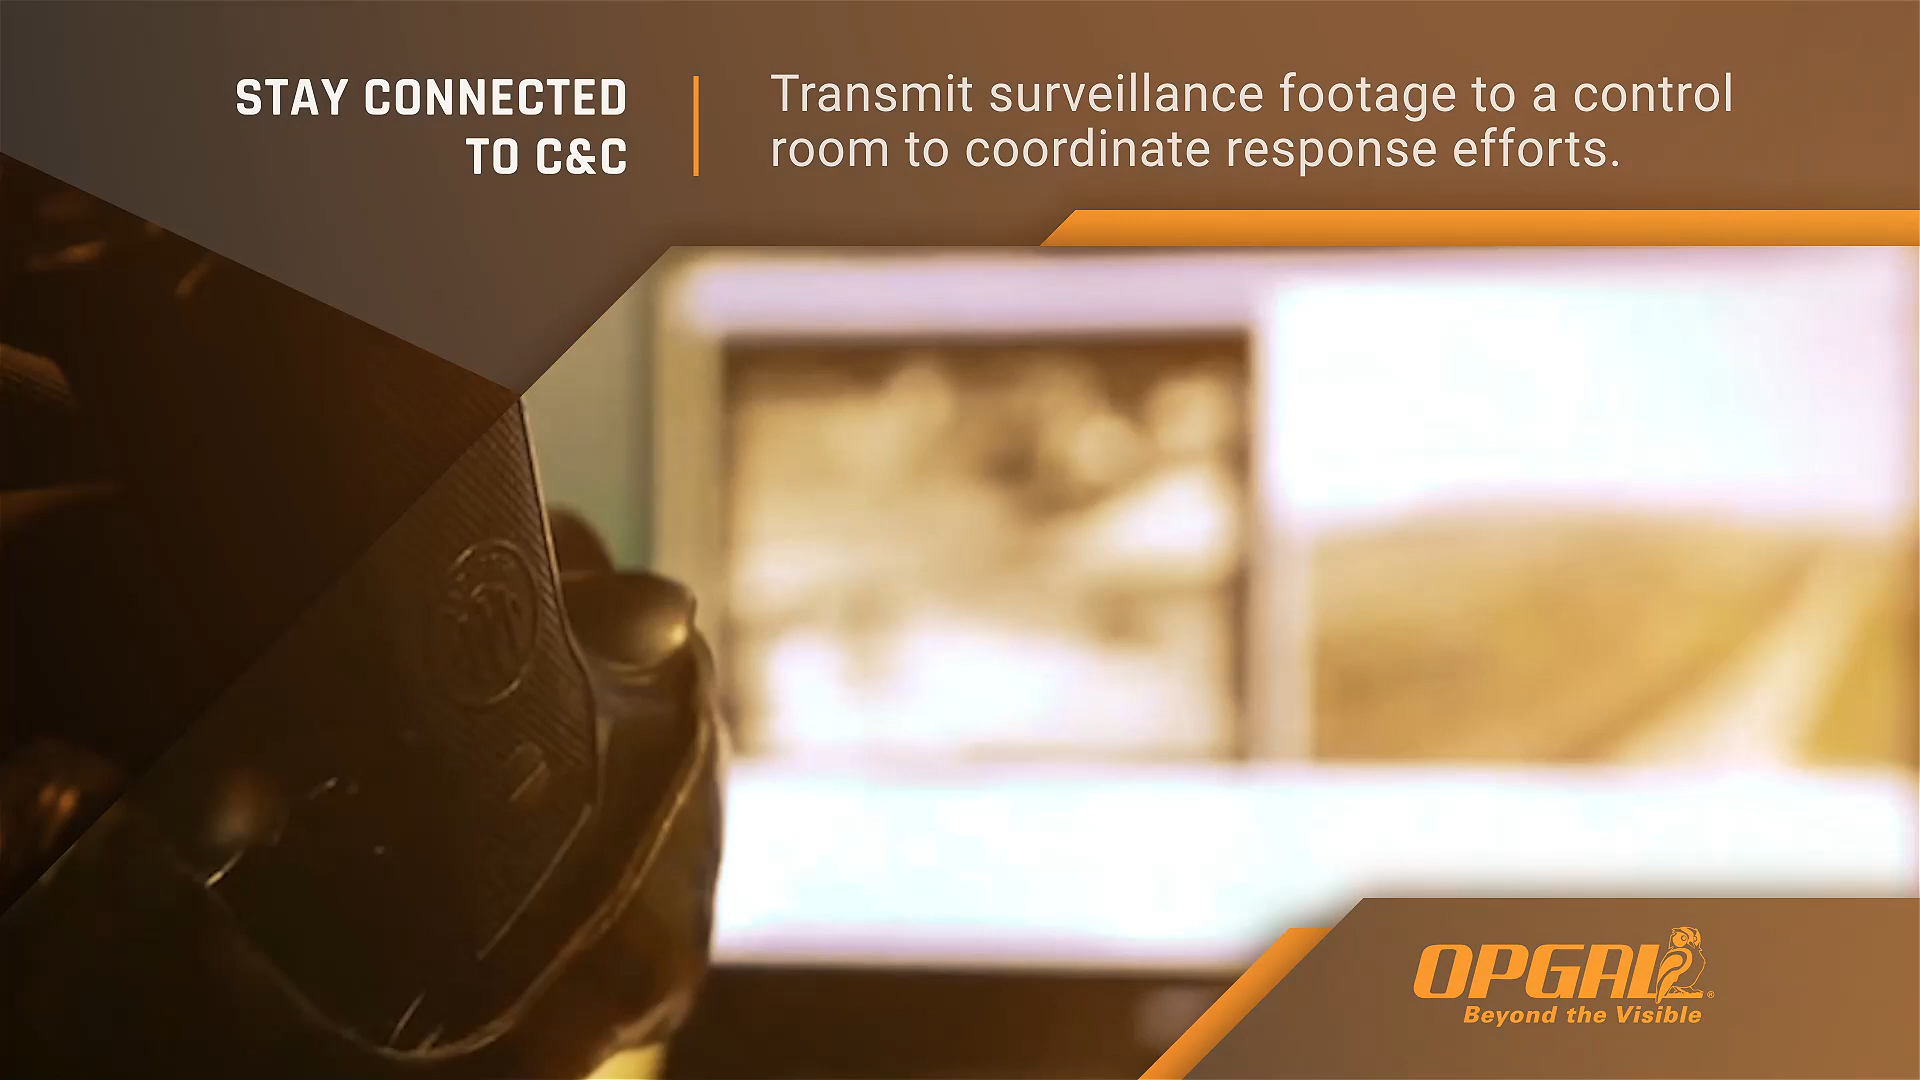 STAY CONNECTED
TO C&C
Transmit surveillance footage to a control
room to coordinate response efforts.
OPGAL®
Beyond the Visible